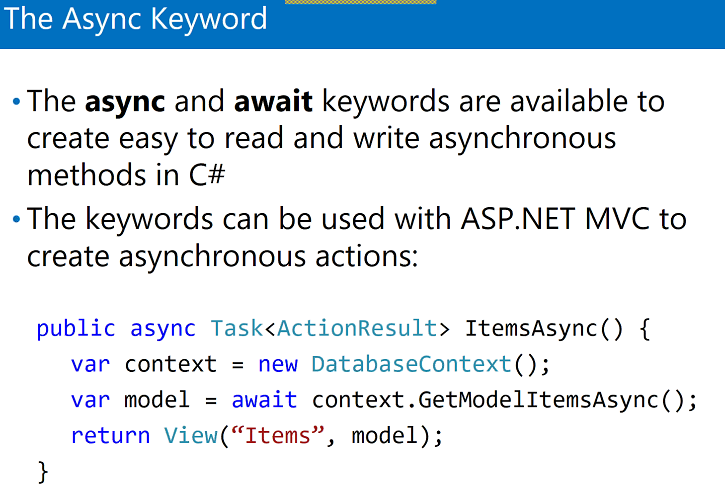 The Async Keyword
• The async and await keywords are available to
create easy to read and write asynchronous
methods in C#
• The keywords can be used with ASP.NET MVC to
create asynchronous actions:
public async Task<ActionResult> ItemsAsync() {
var context = new DatabaseContext();
var model = await context.GetModelItemsAsync();
return View(“Items”, model);
}